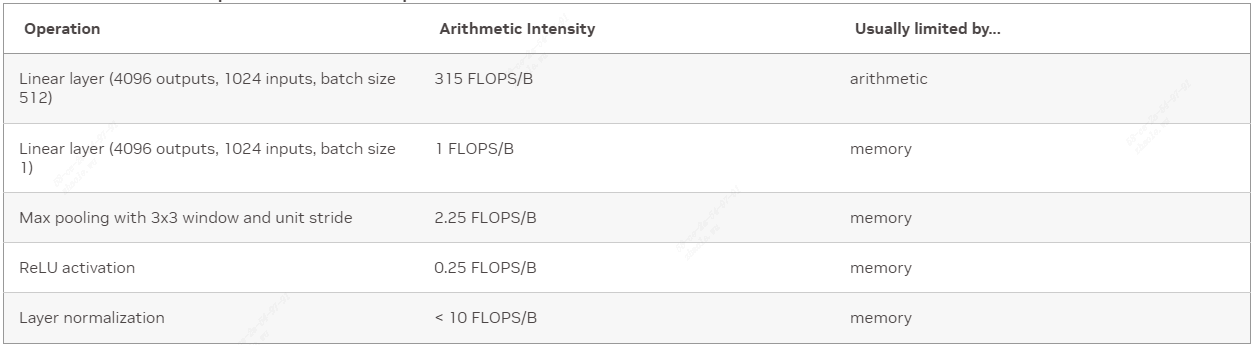 Operation Arithmetic Intensity Usually limited by...
Linear layer (4096 outputs, 1024 inputs, batch size 315 FLOPS/B arithmetic
512)
Linear layer (4096 outputs, 1024 inputs, batch size 1 FLOPS/B memory
1)
Max pooling with 3x3 window and unit stride 2.25 FLOPS/B memory
ReLU activation 0.25 FLOPS/B memory
Layer normalization < 10 FLOPS/B memory